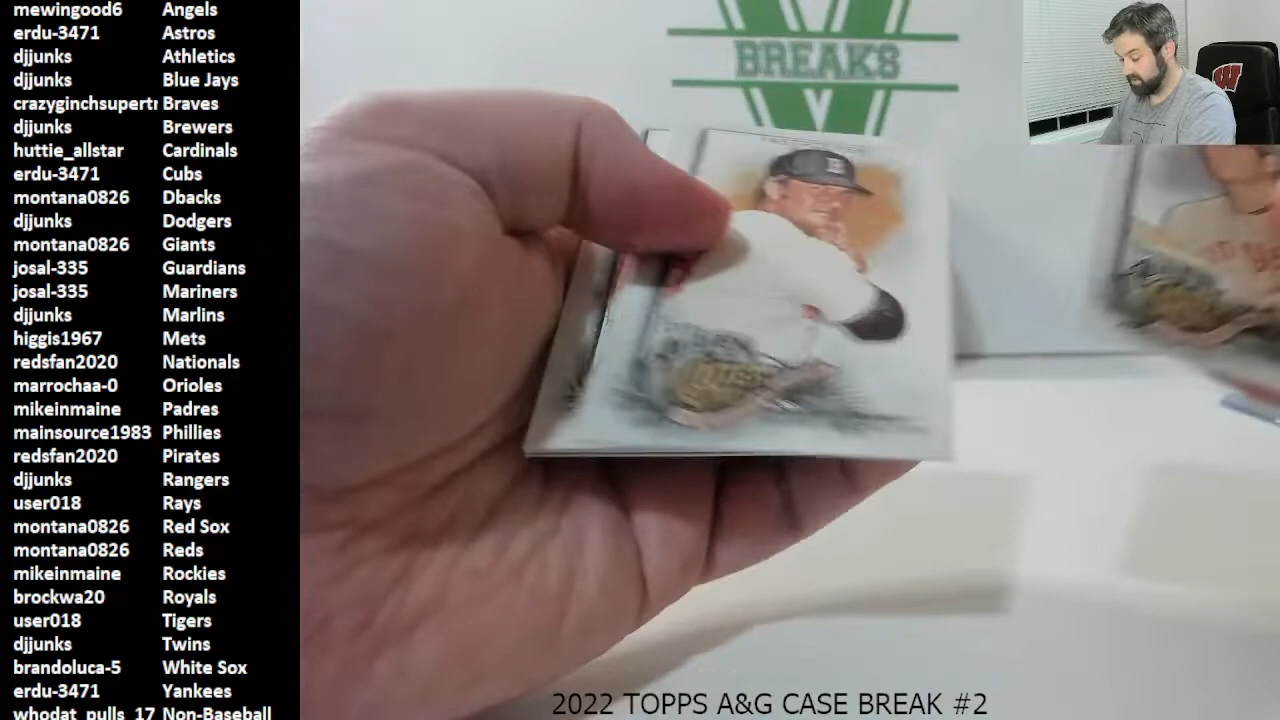 mewingood6 Angels
erdu-3471 Astros
djjunks Athletics
djjunks Blue Jays
crazyginchsupertr Braves
djjunks Brewers
huttie_allstar Cardinals
erdu-3471 Cubs
montana0826 Dbacks
djjunks Dodgers
montana0826 Giants
josal-335 Guardians
josal-335 Mariners
djjunks Marlins
higgis1967 Mets
redsfan2020 Nationals
marrochaa-0 Orioles
mikeinmaine Padres
mainsource1983 Phillies
redsfan2020 Pirates
djjunks Rangers
user018 Rays
montana0826 Red Sox
montana0826 Reds
mikeinmaine Rockies
brockwa20 Royals
user018 Tigers
djjunks Twins
brandoluca-5 White Sox
erdu-3471 Yankees
whodat_pulls_17 Non-Baseball
V
BREAKS
B
W
2022 TOPPS A&G CASE BREAK #2